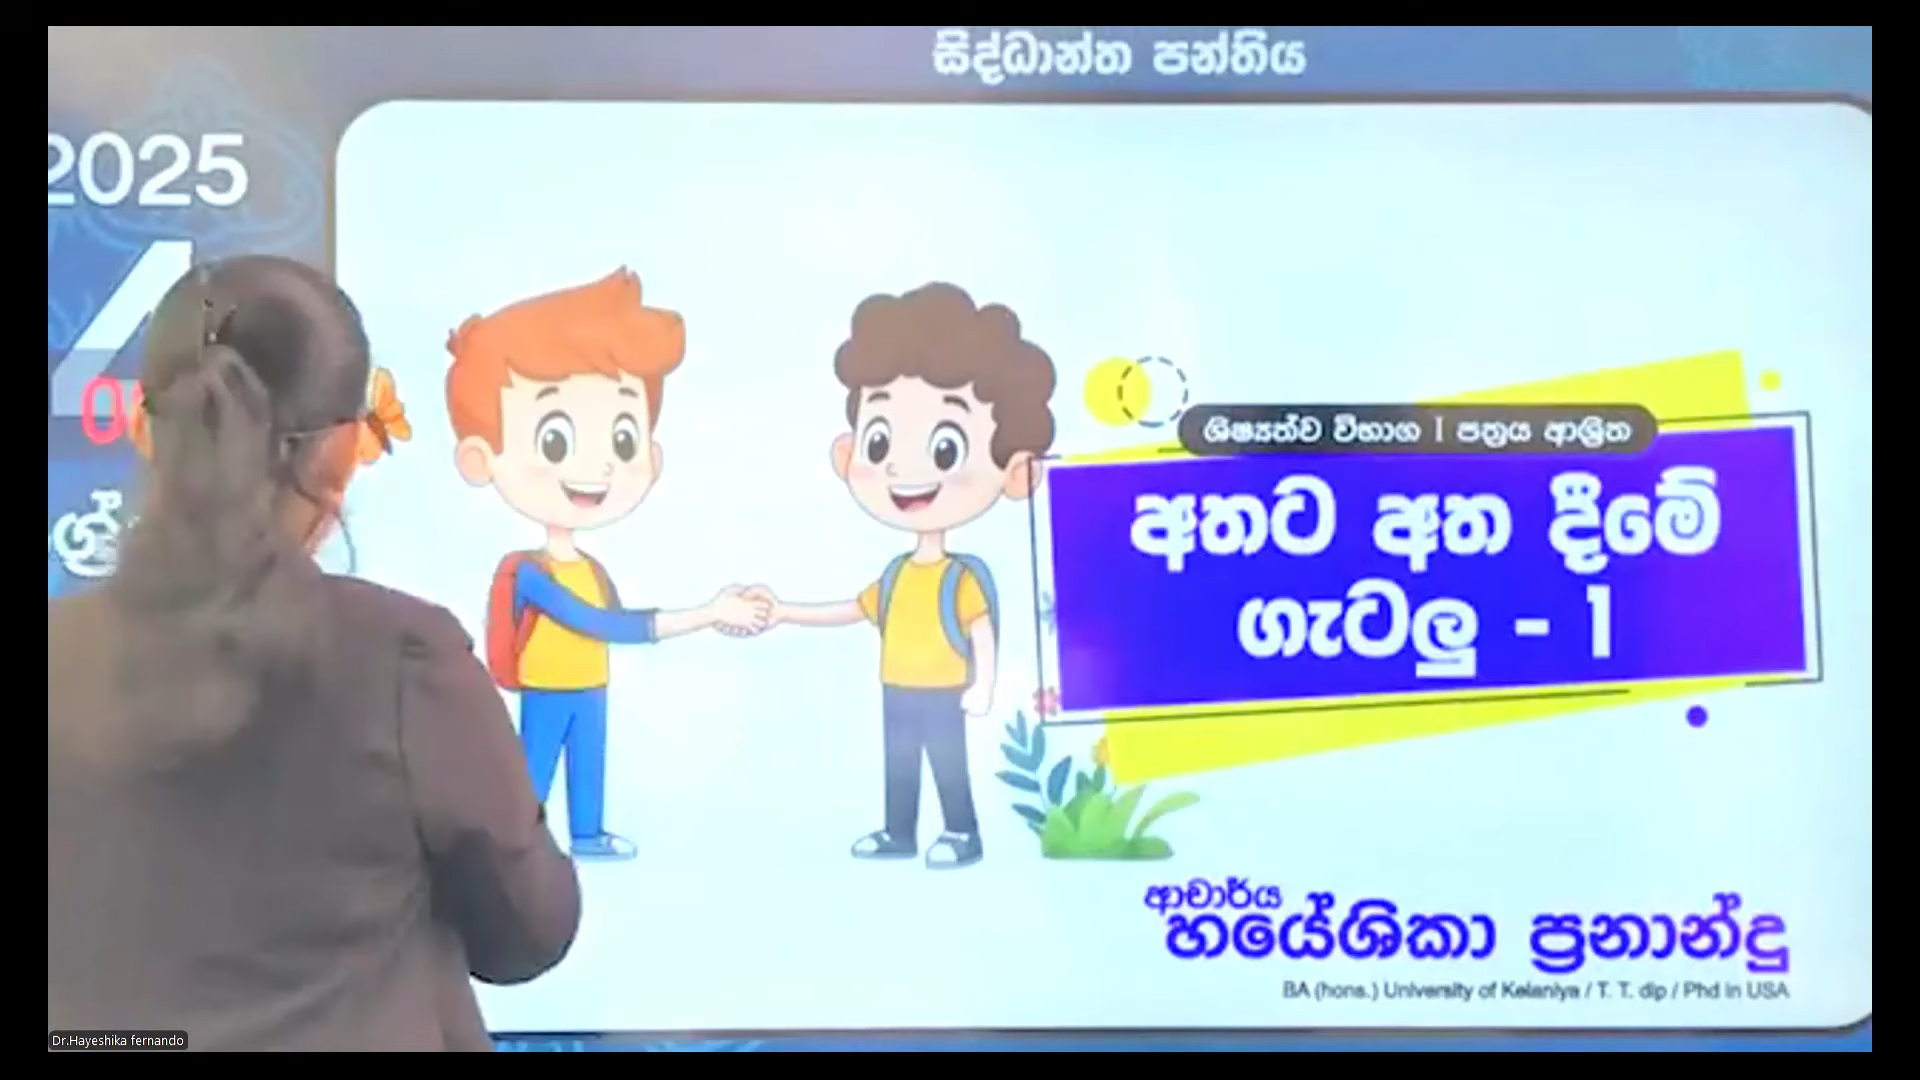 සිද්ධාන්ත පන්තිය
2025
4
ශිෂ්‍යත්ව විභාග I පත්‍රය ආශ්‍රිත
අතට අත දීමේ
ගැටලු - 1
ආචාර්ය
හයේශිකා ප්‍රනාන්දු
BA (hons.) University of Kelaniya / T. T. dip / Phd in USA
Dr.Hayeshika fernando